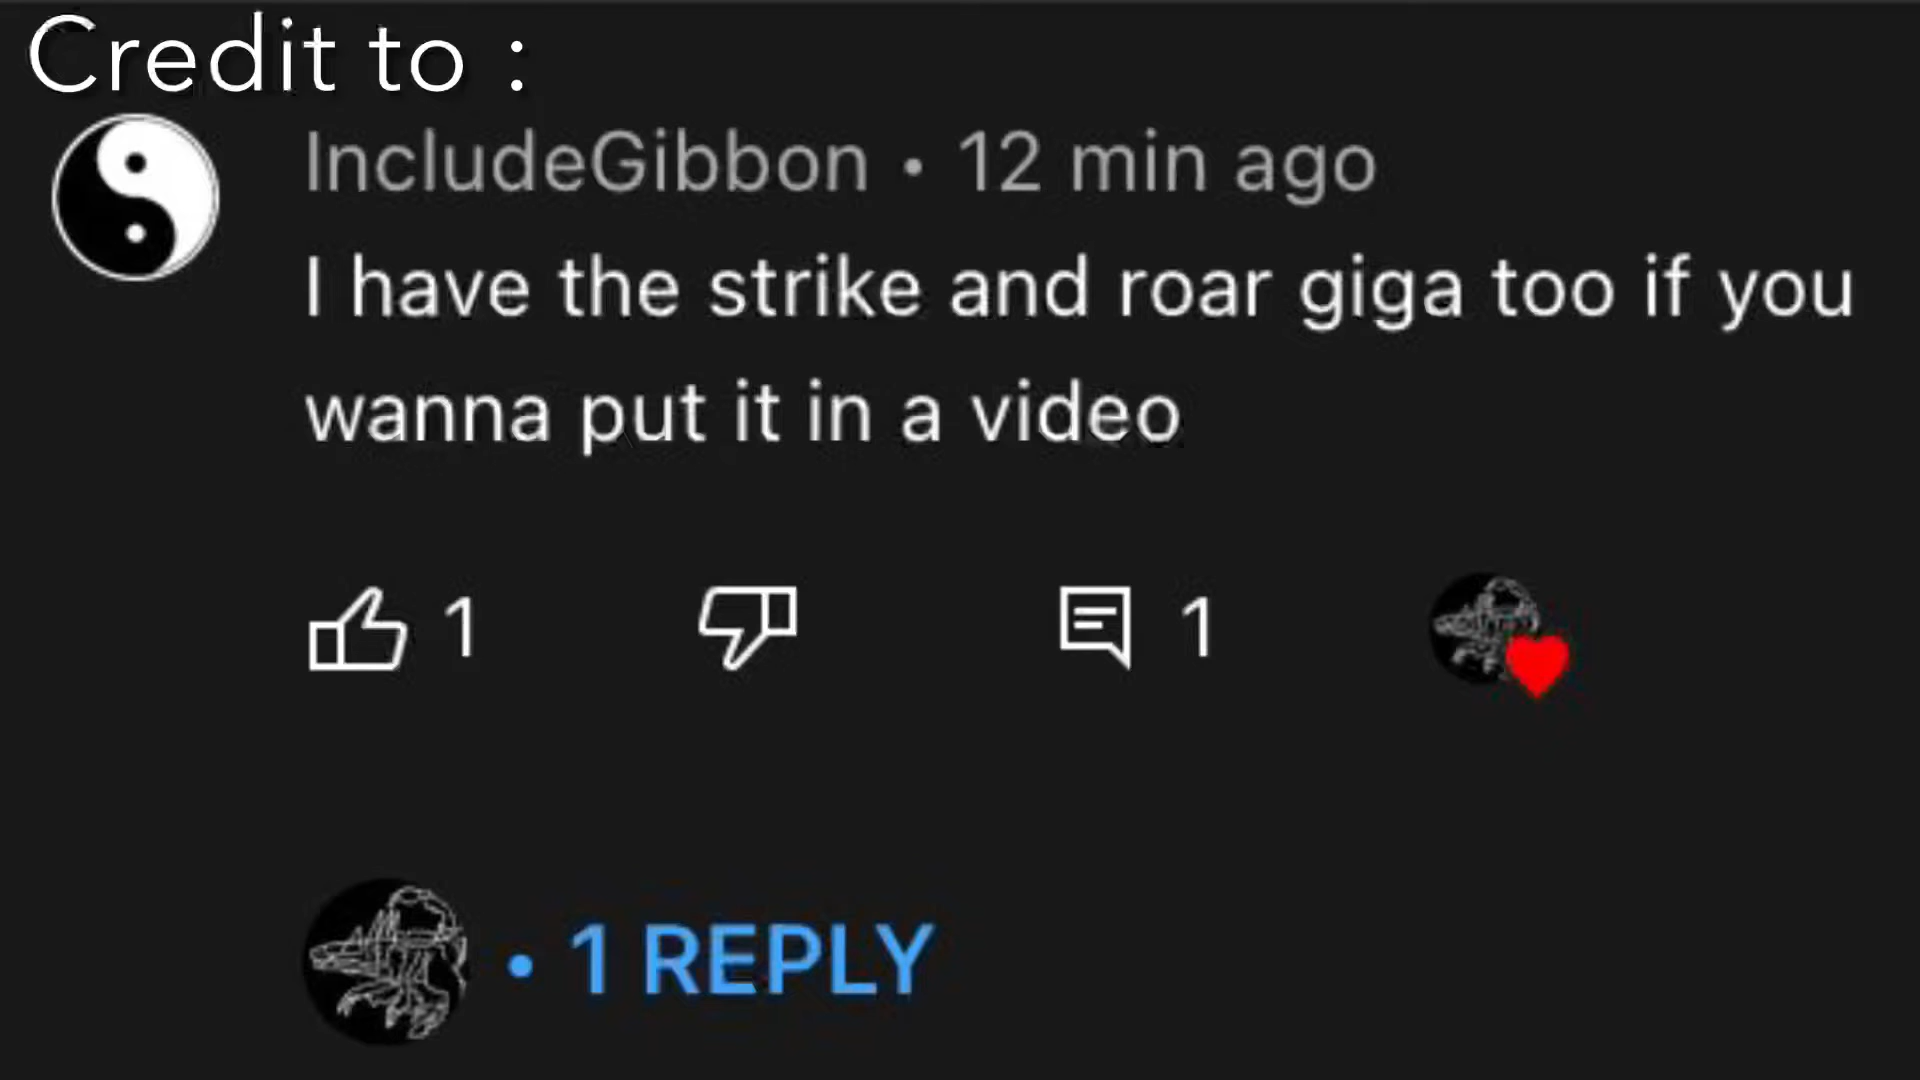 Credit to :
IncludeGibbon • 12 min ago
I have the strike and roar giga too if you
wanna put it in a video
1
1
• 1 REPLY